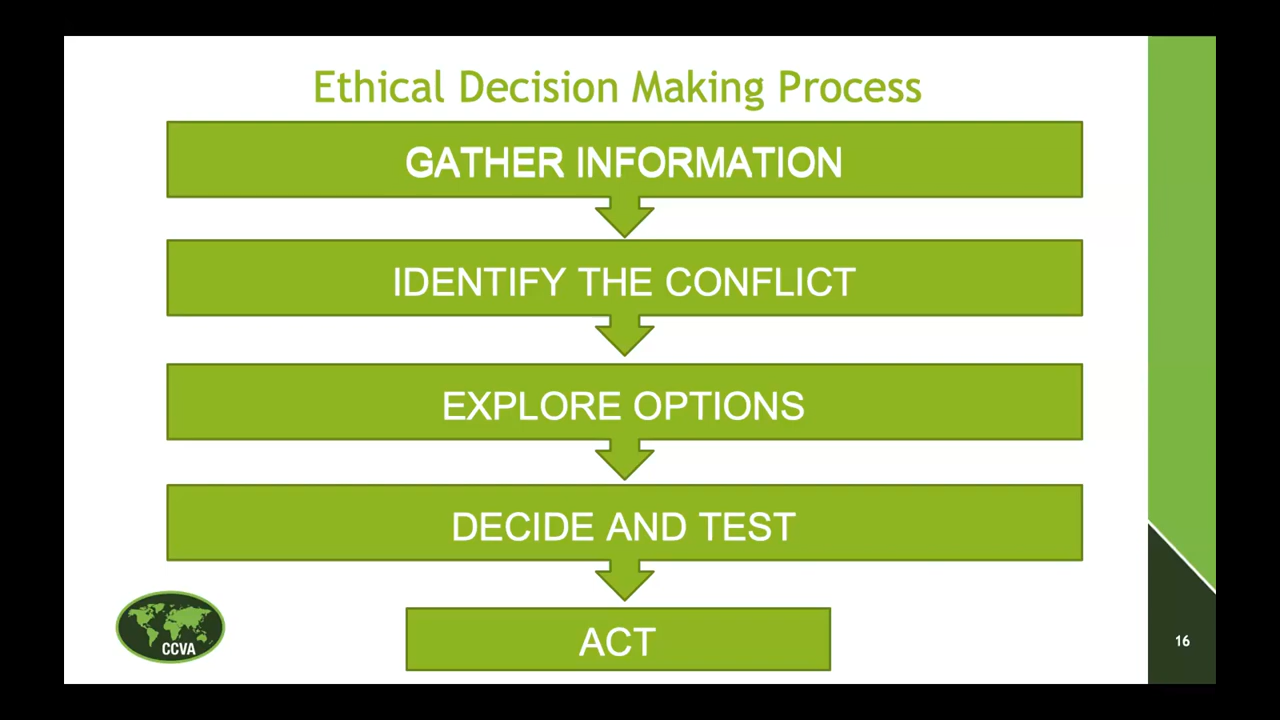 Ethical Decision Making Process
GATHER INFORMATION
IDENTIFY THE CONFLICT
EXPLORE OPTIONS
DECIDE AND TEST
ACT
CCVA
16